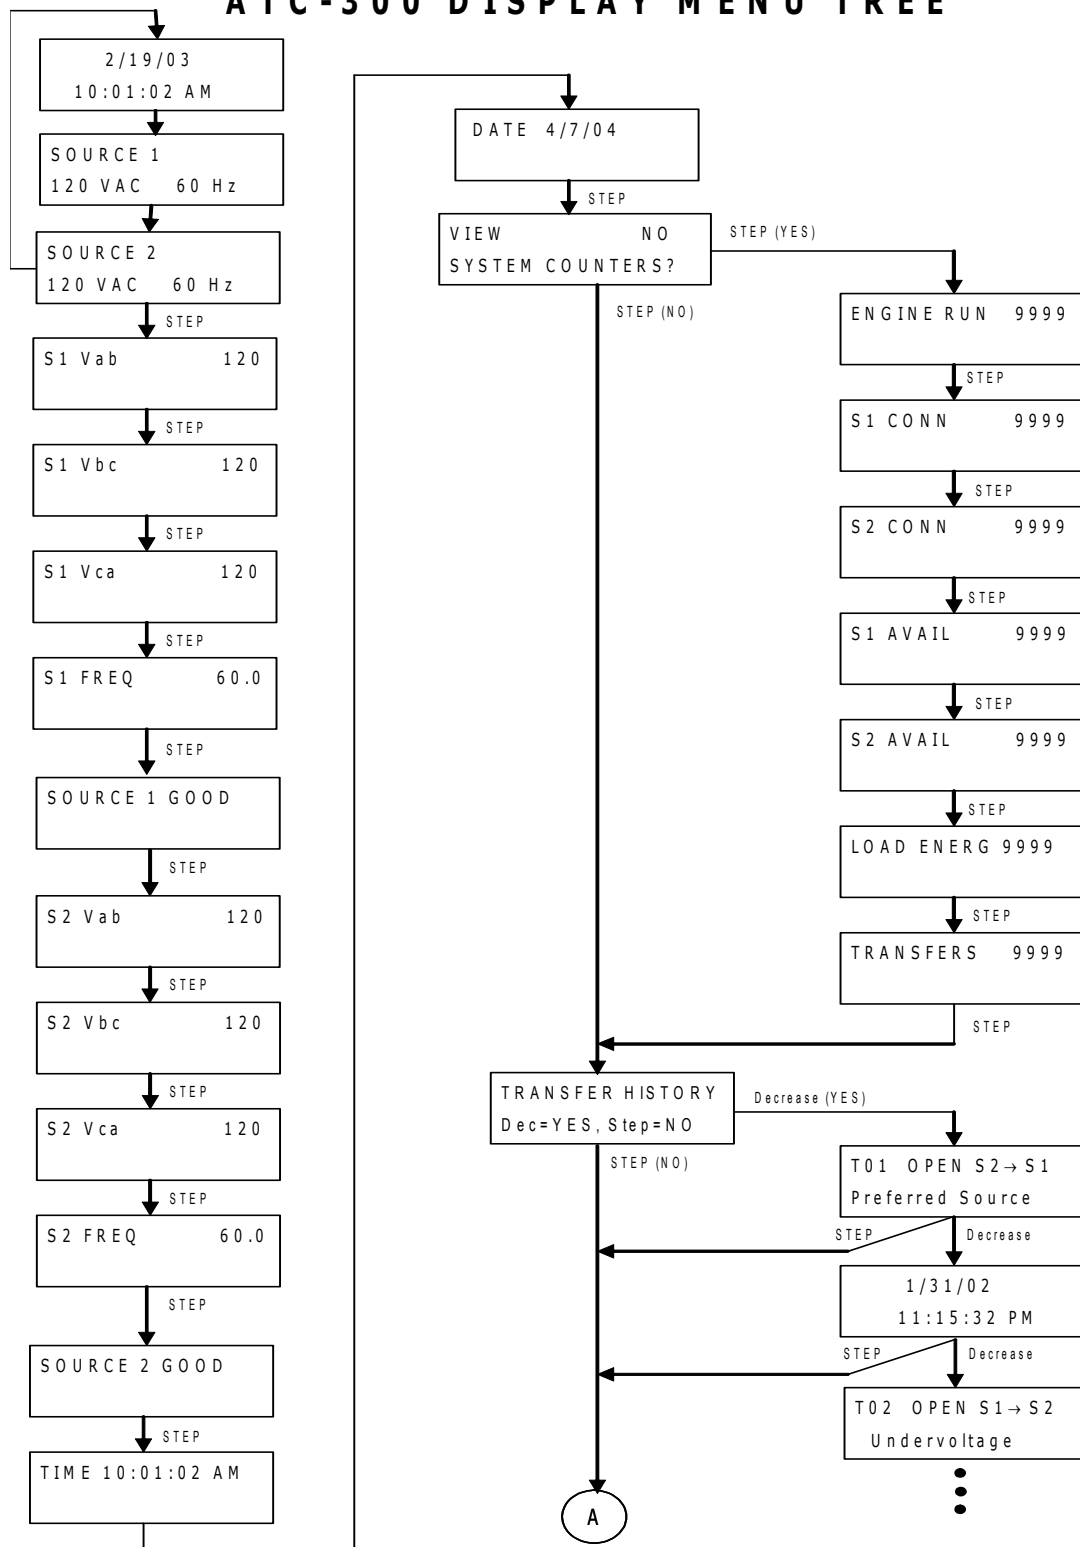 ATC-300 DISPLAY MENU TREE
2/19/03
10:01:02 AM
SOURCE 1
120 VAC 60 Hz
SOURCE 2
120 VAC 60 Hz
STEP
S1 Vab 120
STEP
S1 Vbc 120
STEP
S1 Vca 120
STEP
S1 FREQ 60.0
STEP
SOURCE 1 GOOD
STEP
S2 Vab 120
STEP
S2 Vbc 120
STEP
S2 Vca 120
STEP
S2 FREQ 60.0
STEP
SOURCE 2 GOOD
STEP
TIME 10:01:02 AM
DATE 4/7/04
STEP
VIEW NO
SYSTEM COUNTERS?
STEP (YES)
STEP (NO)
ENGINE RUN 9999
STEP
S1 CONN 9999
STEP
S2 CONN 9999
STEP
S1 AVAIL 9999
STEP
S2 AVAIL 9999
STEP
LOAD ENERG 9999
STEP
TRANSFERS 9999
STEP
TRANSFER HISTORY
Dec=YES, Step=NO
Decrease (YES)
STEP (NO)
T01 OPEN S2→S1
Preferred Source
STEP
Decrease
1/31/02
11:15:32 PM
STEP
Decrease
T02 OPEN S1→S2
Undervoltage
A